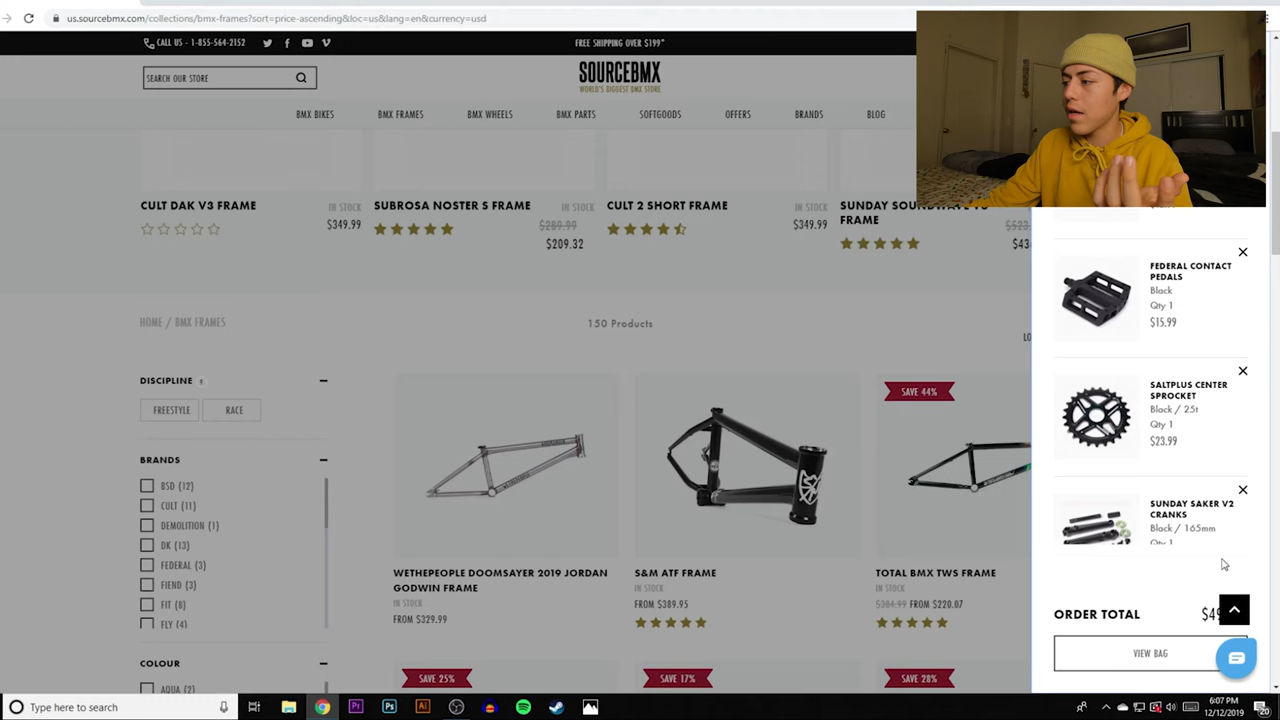 us.sourcebmx.com/collections/bmx-frames?sort=price-ascending&loc=us&lang=en&currency=usd
CALL US - 1-855-564-2152
FREE SHIPPING OVER $199*
SEARCH OUR STORE
SOURCEBMX
WORLD'S BIGGEST BMX STORE
BMX BIKES
BMX FRAMES
BMX WHEELS
BMX PARTS
SOFTGOODS
OFFERS
BRANDS
BLOG
CULT DAK V3 FRAME
IN STOCK
$349.99
SUBROSA NOSTER S FRAME
IN STOCK
$289.99
$209.32
CULT 2 SHORT FRAME
IN STOCK
$349.99
SUNDAY
FRAME
HOME / BMX FRAMES
150 Products
DISCIPLINE
FREESTYLE
RACE
BRANDS
BSD (12)
CULT (11)
DEMOLITION (1)
DK (13)
FEDERAL (3)
FIEND (3)
FIT (8)
FLY (4)
COLOUR
AQUA (2)
WETHEPEOPLE DOOMSAYER 2019 JORDAN
GODWIN FRAME
IN STOCK
FROM $329.99
S&M ATF FRAME
IN STOCK
FROM $389.95
SAVE 44%
TOTAL BMX TWS FRAME
IN STOCK
$384.99 FROM $220.07
SAVE 25%
SAVE 17%
SAVE 28%
FEDERAL CONTACT
PEDALS
Black
Qty 1
$15.99
SALTPLUS CENTER
SPROCKET
Black / 25t
Qty 1
$23.99
SUNDAY SAKER V2
CRANKS
Black / 165mm
Qty 1
ORDER TOTAL
VIEW BAG
Type here to search
6:07 PM
12/12/2019
20